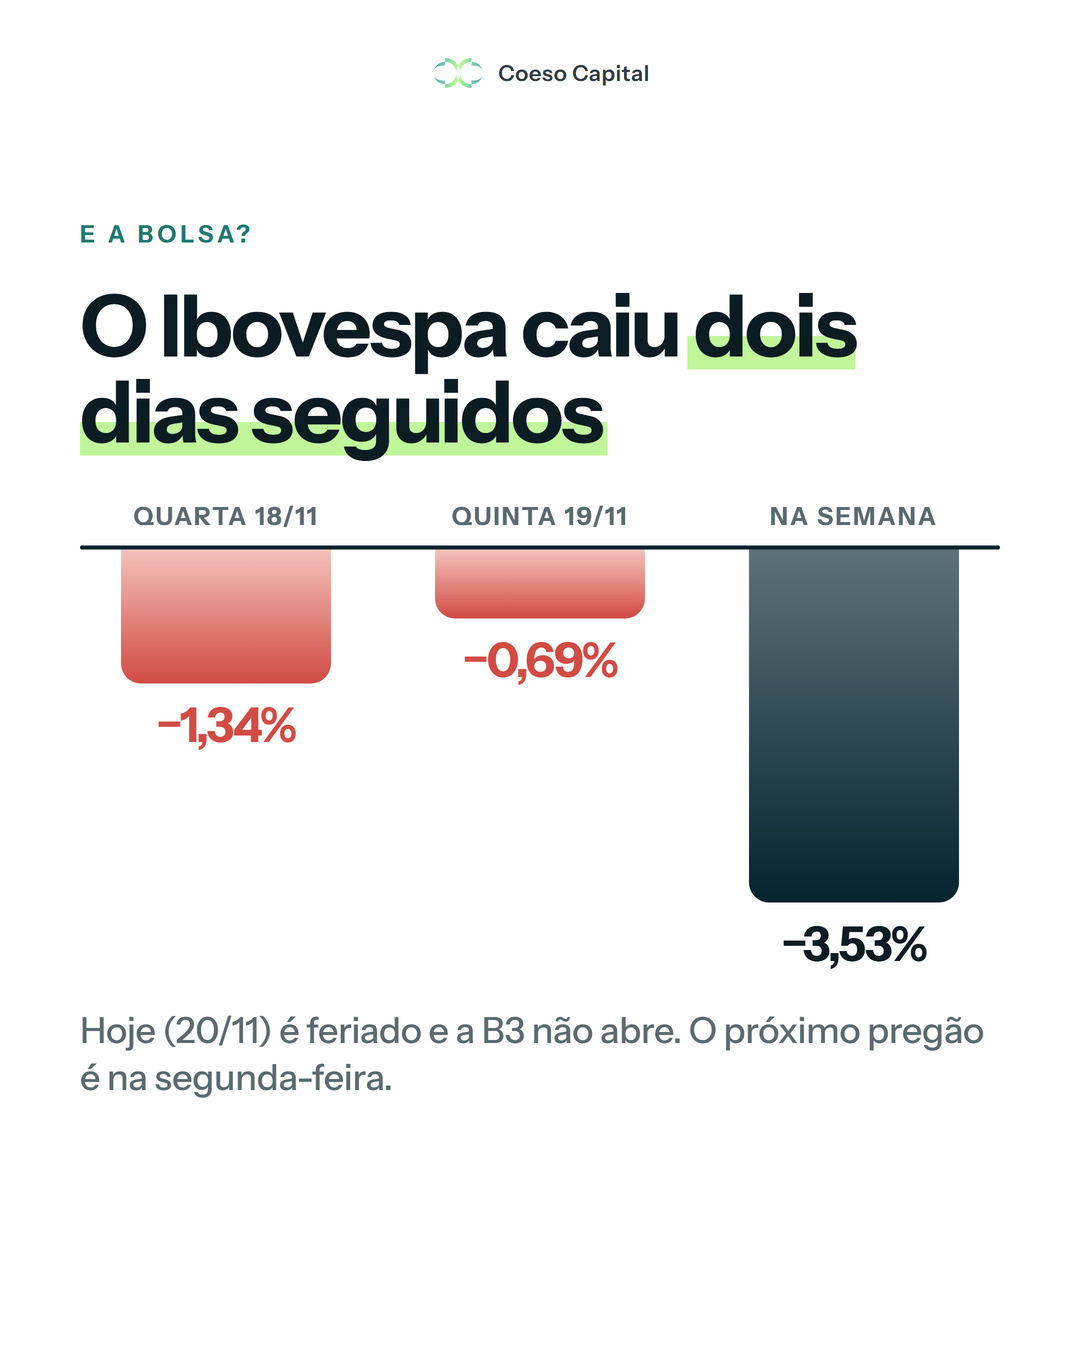 Coeso Capital
E A BOLSA?
O Ibovespa caiu dois
dias seguidos
QUARTA 18/11
QUINTA 19/11
NA SEMANA
−0,69%
−1,34%
−3,53%
Hoje (20/11) é feriado e a B3 não abre. O próximo pregão
é na segunda-feira.